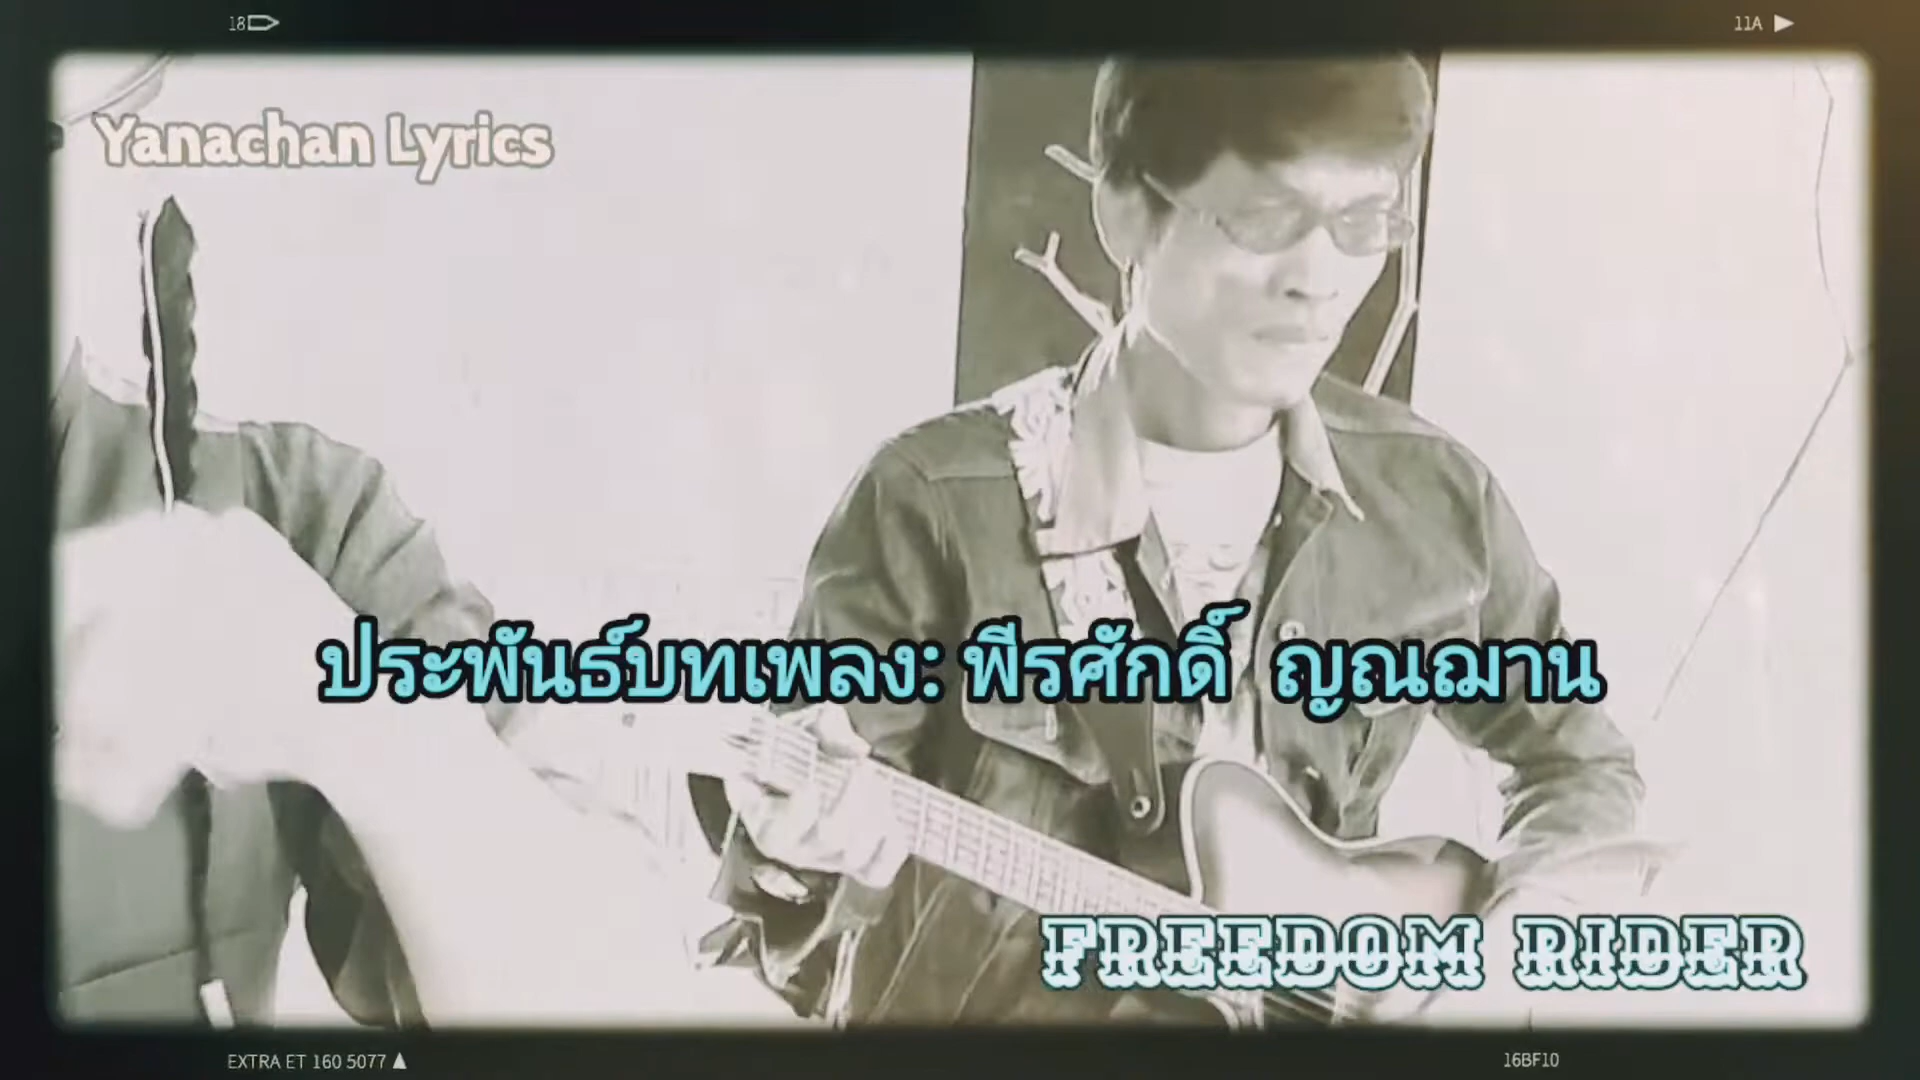 18
11A
Yanachan Lyrics
ประพันธ์บทเพลง: พีรศักดิ์ ญณฌาน
FREEDOM RIDER
EXTRA ET 160 5077
16BF10